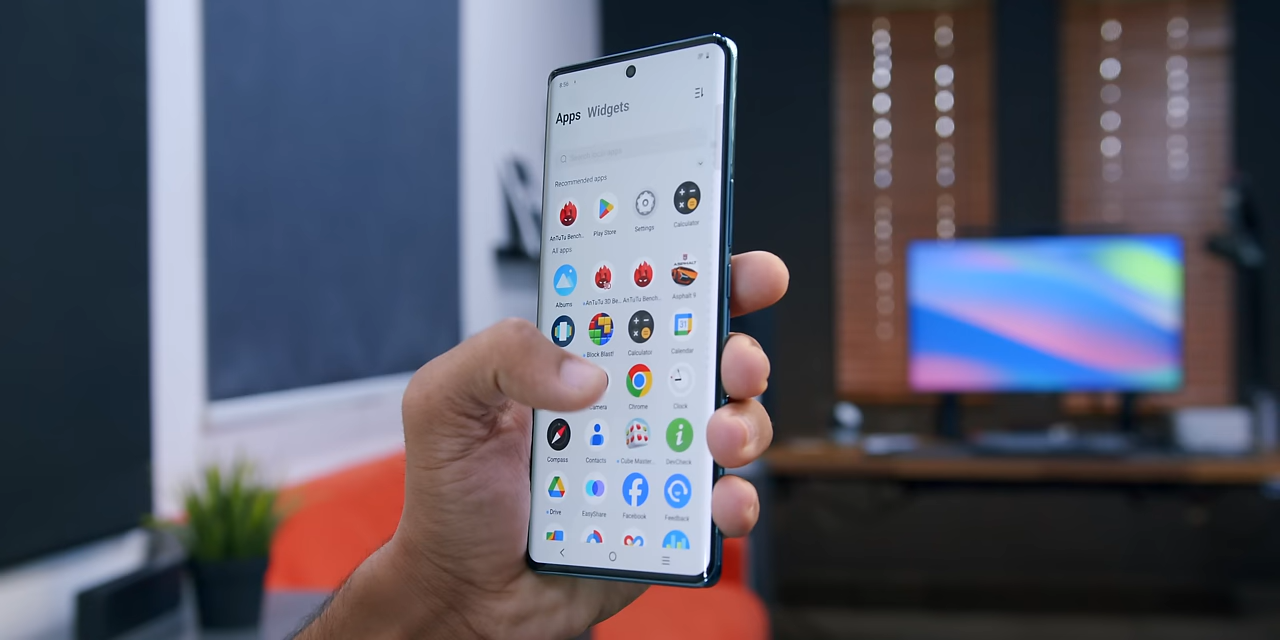 Apps Widgets
Recommended apps
AnTuTu Bench..
Play Store
Settings
Calculator
All apps
Albums
AnTuTu 3D Be..
AnTuTu Bench..
Asphalt 9
Block Blast!
Calculator
31
Calendar
Chrome
Clock
Compass
Contacts
Cube Master..
DevCheck
Drive
EasyShare
Facebook
Feedback